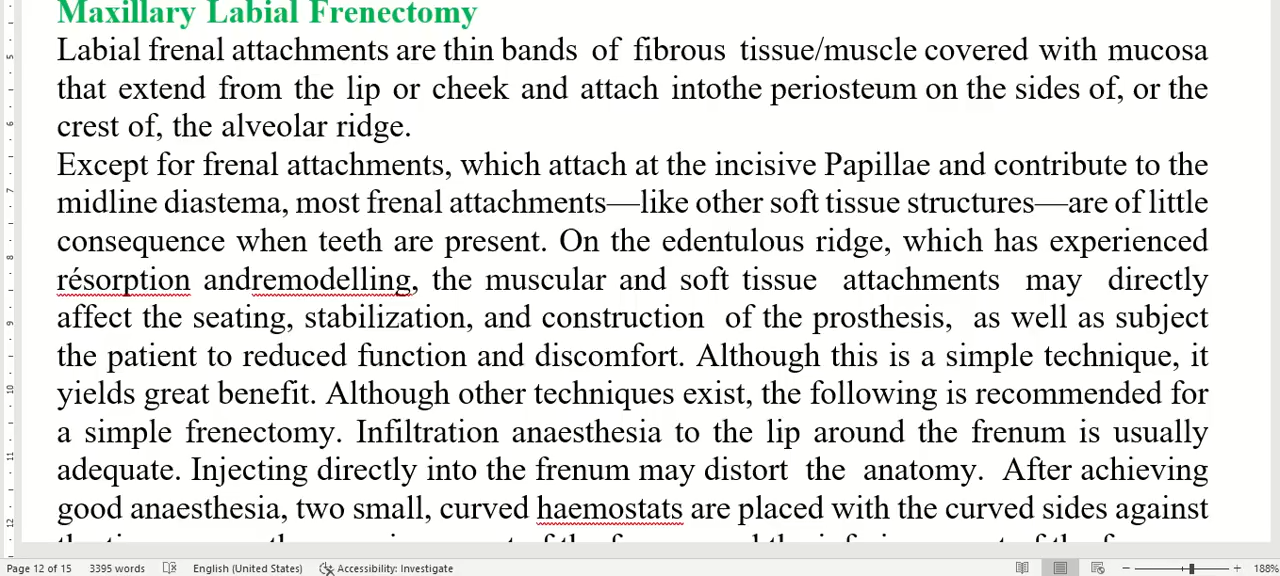 Maxillary Labial Frenectomy
Labial frenal attachments are thin bands of fibrous tissue/muscle covered with mucosa
that extend from the lip or cheek and attach intothe periosteum on the sides of, or the
crest of, the alveolar ridge.
Except for frenal attachments, which attach at the incisive Papillae and contribute to the
midline diastema, most frenal attachments—like other soft tissue structures—are of little
consequence when teeth are present. On the edentulous ridge, which has experienced
résorption andremodelling, the muscular and soft tissue attachments may directly
affect the seating, stabilization, and construction of the prosthesis, as well as subject
the patient to reduced function and discomfort. Although this is a simple technique, it
yields great benefit. Although other techniques exist, the following is recommended for
a simple frenectomy. Infiltration anaesthesia to the lip around the frenum is usually
adequate. Injecting directly into the frenum may distort the anatomy. After achieving
good anaesthesia, two small, curved haemostats are placed with the curved sides against
5
6
7
8
9
10
11
12
Page 12 of 15 3395 words English (United States) Accessibility: Investigate 188%